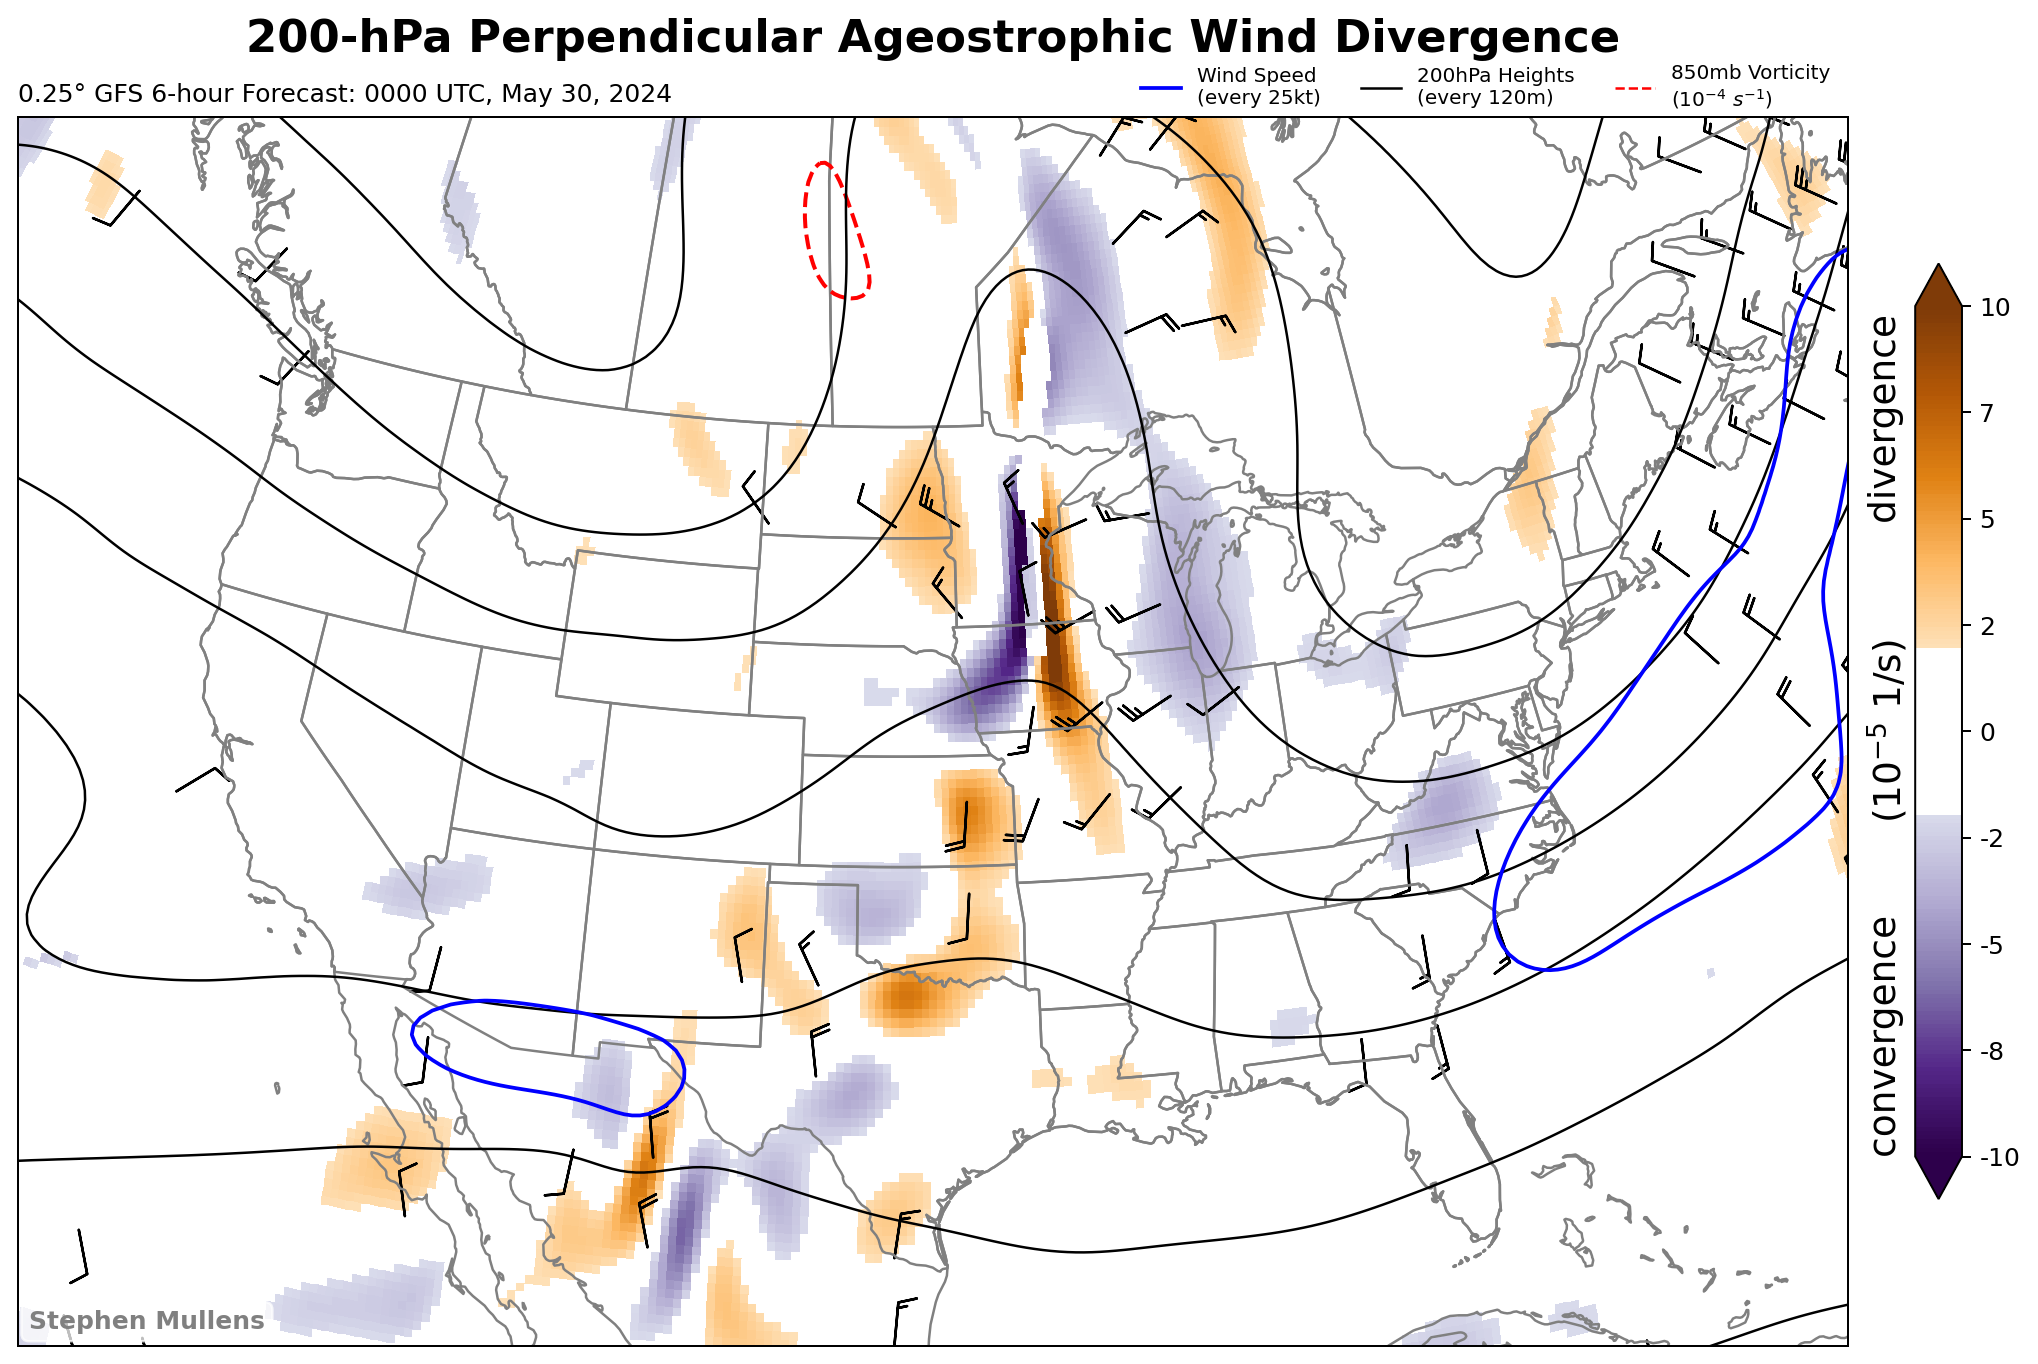 200-hPa Perpendicular Ageostrophic Wind Divergence
0.25° GFS 6-hour Forecast: 0000 UTC, May 30, 2024
Wind Speed
(every 25kt)
200hPa Heights
(every 120m)
850mb Vorticity
(10⁻⁴ s⁻¹)
10
7
5
2
0
-2
-5
-8
-10
convergence (10⁻⁵ 1/s) divergence
Stephen Mullens